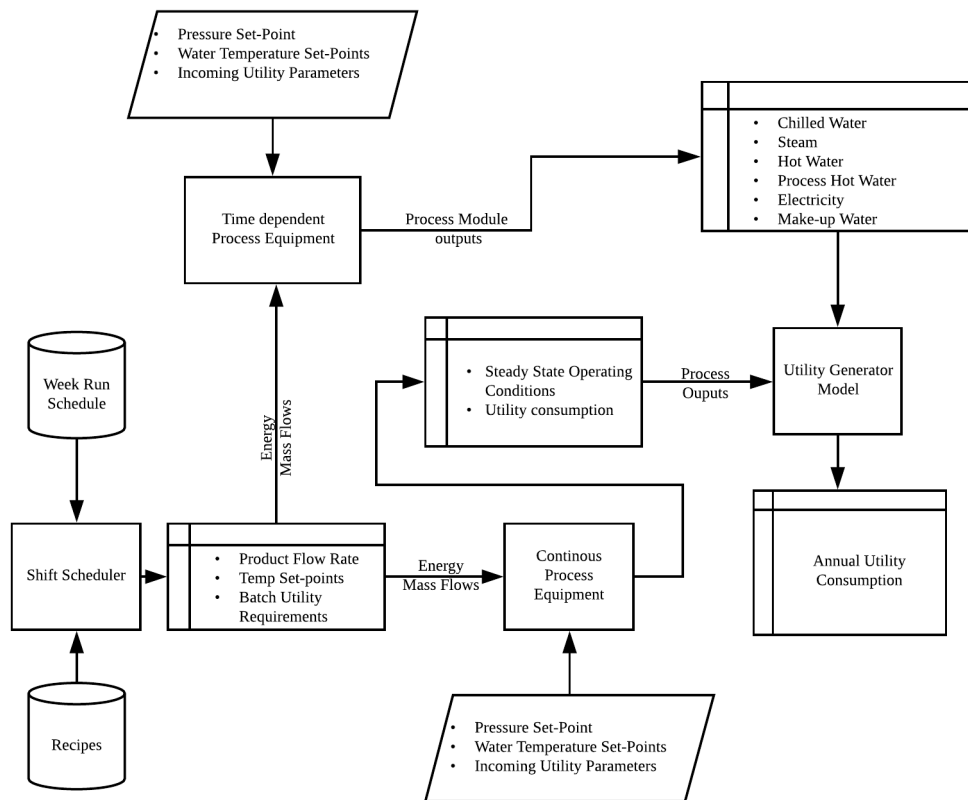 • Pressure Set-Point
• Water Temperature Set-Points
• Incoming Utility Parameters
• Chilled Water
• Steam
• Hot Water
• Process Hot Water
• Electricity
• Make-up Water
Time dependent
Process Equipment
Process Module
outputs
Week Run
Schedule
Energy
Mass Flows
• Steady State Operating
Conditions
• Utility consumption
Process
Ouputs
Utility Generator
Model
Shift Scheduler
• Product Flow Rate
• Temp Set-points
• Batch Utility
Requirements
Energy
Mass Flows
Continous
Process
Equipment
Annual Utility
Consumption
Recipes
• Pressure Set-Point
• Water Temperature Set-Points
• Incoming Utility Parameters